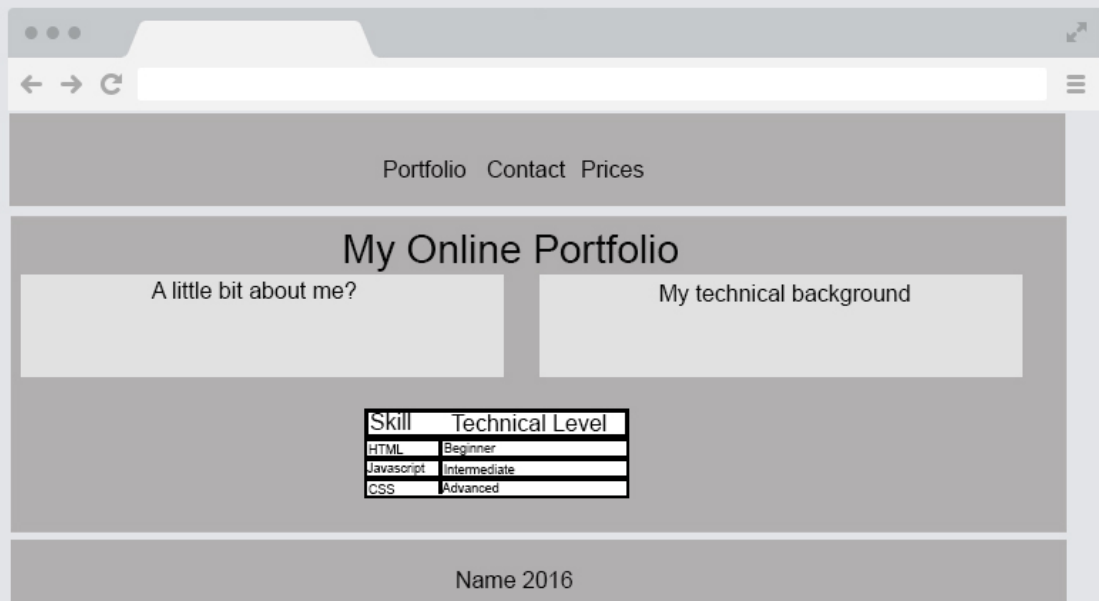 Portfolio Contact Prices
My Online Portfolio
A little bit about me?
My technical background
Skill Technical Level
HTML Beginner
Javascript Intermediate
CSS Advanced
Name 2016